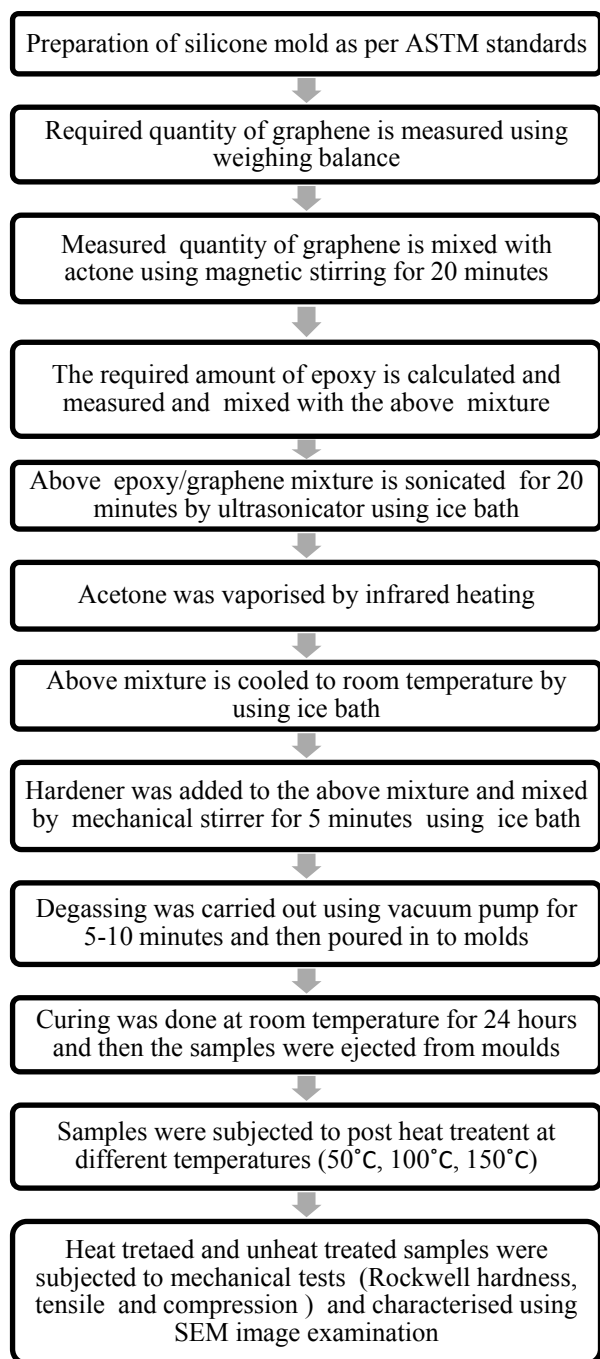 Preparation of silicone mold as per ASTM standards
Required quantity of graphene is measured using
weighing balance
Measured quantity of graphene is mixed with
actone using magnetic stirring for 20 minutes
The required amount of epoxy is calculated and
measured and mixed with the above mixture
Above epoxy/graphene mixture is sonicated for 20
minutes by ultrasonicator using ice bath
Acetone was vaporised by infrared heating
Above mixture is cooled to room temperature by
using ice bath
Hardener was added to the above mixture and mixed
by mechanical stirrer for 5 minutes using ice bath
Degassing was carried out using vacuum pump for
5-10 minutes and then poured in to molds
Curing was done at room temperature for 24 hours
and then the samples were ejected from moulds
Samples were subjected to post heat treatent at
different temperatures (50˚C, 100˚C, 150˚C)
Heat tretaed and unheat treated samples were
subjected to mechanical tests (Rockwell hardness,
tensile and compression ) and characterised using
SEM image examination